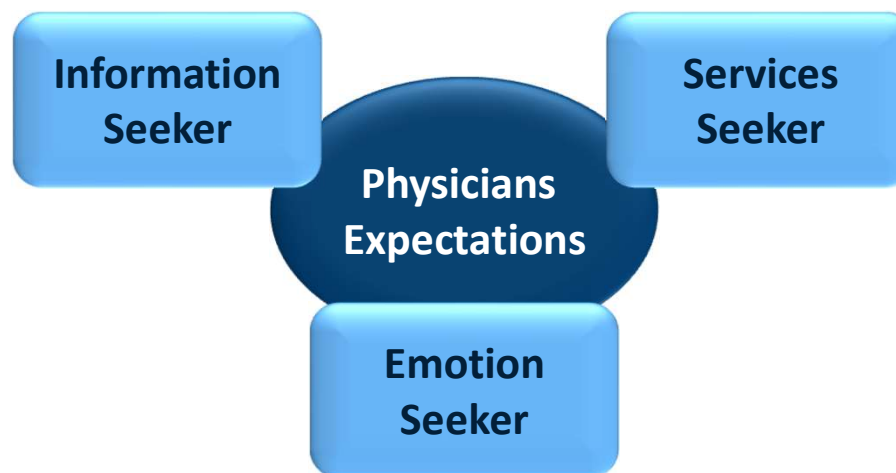 Information
Seeker
Services
Seeker
Physicians
Expectations
Emotion
Seeker